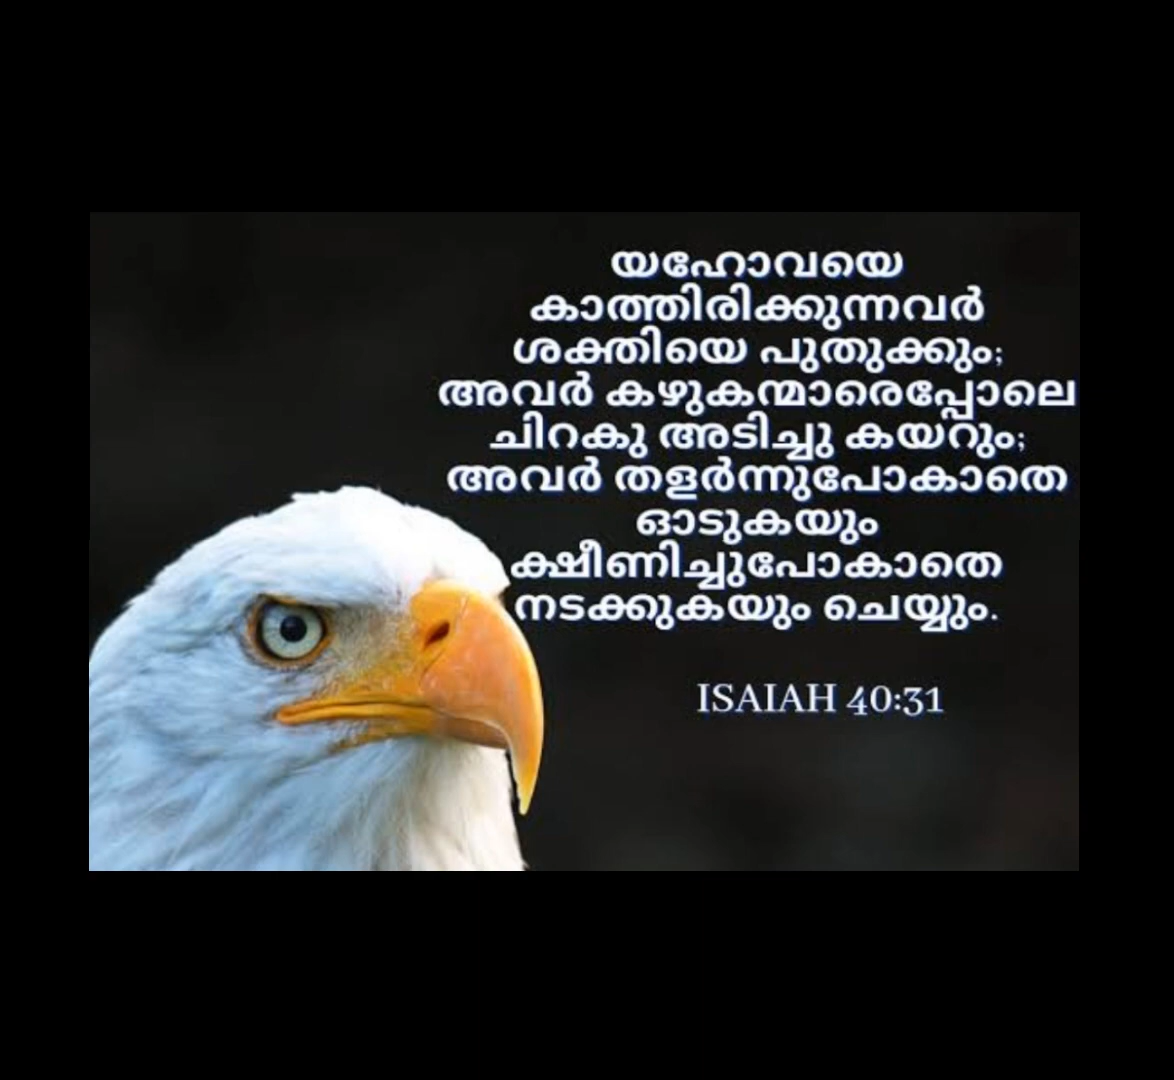 യഹോവയെ
കാത്തിരിക്കുന്നവർ
ശക്തിയെ പുതുക്കും;
അവർ കഴുകന്മാരെപ്പോലെ
ചിറകു അടിച്ചു കയറും;
അവർ തളർന്നുപോകാതെ
ഓടുകയും
ക്ഷീണിച്ചുപോകാതെ
നടക്കുകയും ചെയ്യും.
ISAIAH 40:31